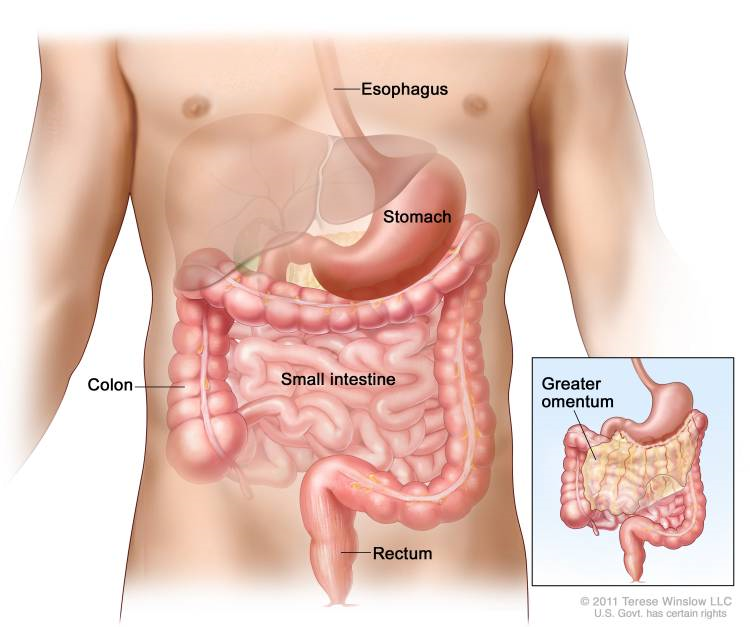 Esophagus
Stomach
Colon
Small intestine
Rectum
Greater
omentum
© 2011 Terese Winslow LLC
U.S. Govt. has certain rights